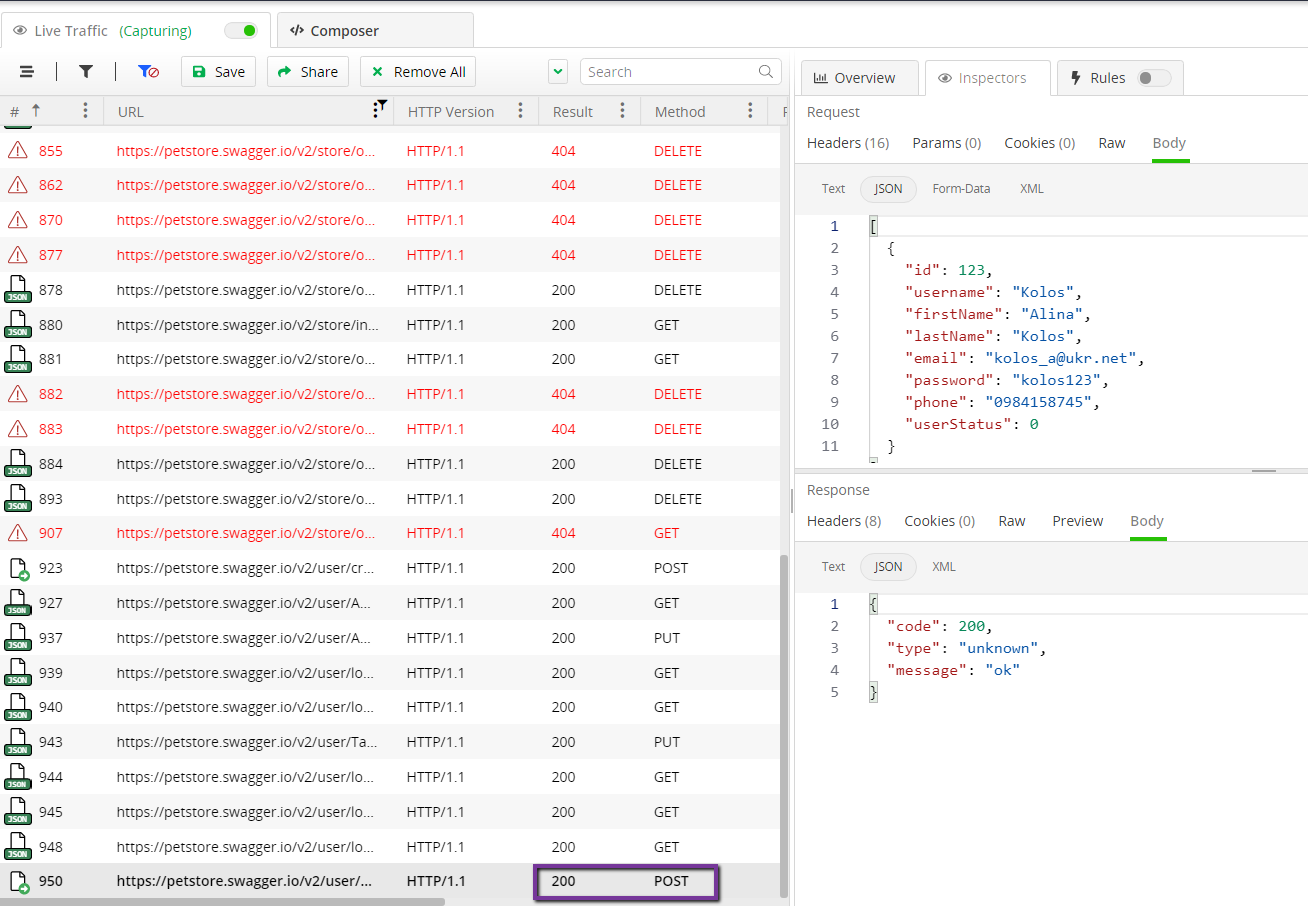 Live Traffic (Capturing)
Composer
Save
Share
Remove All
Search
# URL HTTP Version Result Method
855 https://petstore.swagger.io/v2/store/o... HTTP/1.1 404 DELETE
862 https://petstore.swagger.io/v2/store/o... HTTP/1.1 404 DELETE
870 https://petstore.swagger.io/v2/store/o... HTTP/1.1 404 DELETE
877 https://petstore.swagger.io/v2/store/o... HTTP/1.1 404 DELETE
JSON 878 https://petstore.swagger.io/v2/store/o... HTTP/1.1 200 DELETE
JSON 880 https://petstore.swagger.io/v2/store/in... HTTP/1.1 200 GET
JSON 881 https://petstore.swagger.io/v2/store/o... HTTP/1.1 200 GET
882 https://petstore.swagger.io/v2/store/o... HTTP/1.1 404 DELETE
883 https://petstore.swagger.io/v2/store/o... HTTP/1.1 404 DELETE
JSON 884 https://petstore.swagger.io/v2/store/o... HTTP/1.1 200 DELETE
JSON 893 https://petstore.swagger.io/v2/store/o... HTTP/1.1 200 DELETE
907 https://petstore.swagger.io/v2/store/o... HTTP/1.1 404 GET
923 https://petstore.swagger.io/v2/user/cr... HTTP/1.1 200 POST
JSON 927 https://petstore.swagger.io/v2/user/A... HTTP/1.1 200 GET
JSON 937 https://petstore.swagger.io/v2/user/A... HTTP/1.1 200 PUT
JSON 939 https://petstore.swagger.io/v2/user/lo... HTTP/1.1 200 GET
JSON 940 https://petstore.swagger.io/v2/user/lo... HTTP/1.1 200 GET
JSON 943 https://petstore.swagger.io/v2/user/Ta... HTTP/1.1 200 PUT
JSON 944 https://petstore.swagger.io/v2/user/lo... HTTP/1.1 200 GET
JSON 945 https://petstore.swagger.io/v2/user/lo... HTTP/1.1 200 GET
JSON 948 https://petstore.swagger.io/v2/user/lo... HTTP/1.1 200 GET
950 https://petstore.swagger.io/v2/user/... HTTP/1.1 200 POST
Overview
Inspectors
Rules
Request
Headers (16) Params (0) Cookies (0) Raw Body
Text JSON Form-Data XML
1 [
2 {
3 "id": 123,
4 "username": "Kolos",
5 "firstName": "Alina",
6 "lastName": "Kolos",
7 "email": "kolos_a@ukr.net",
8 "password": "kolos123",
9 "phone": "0984158745",
10 "userStatus": 0
11 }
Response
Headers (8) Cookies (0) Raw Preview Body
Text JSON XML
1 {
2 "code": 200,
3 "type": "unknown",
4 "message": "ok"
5 }